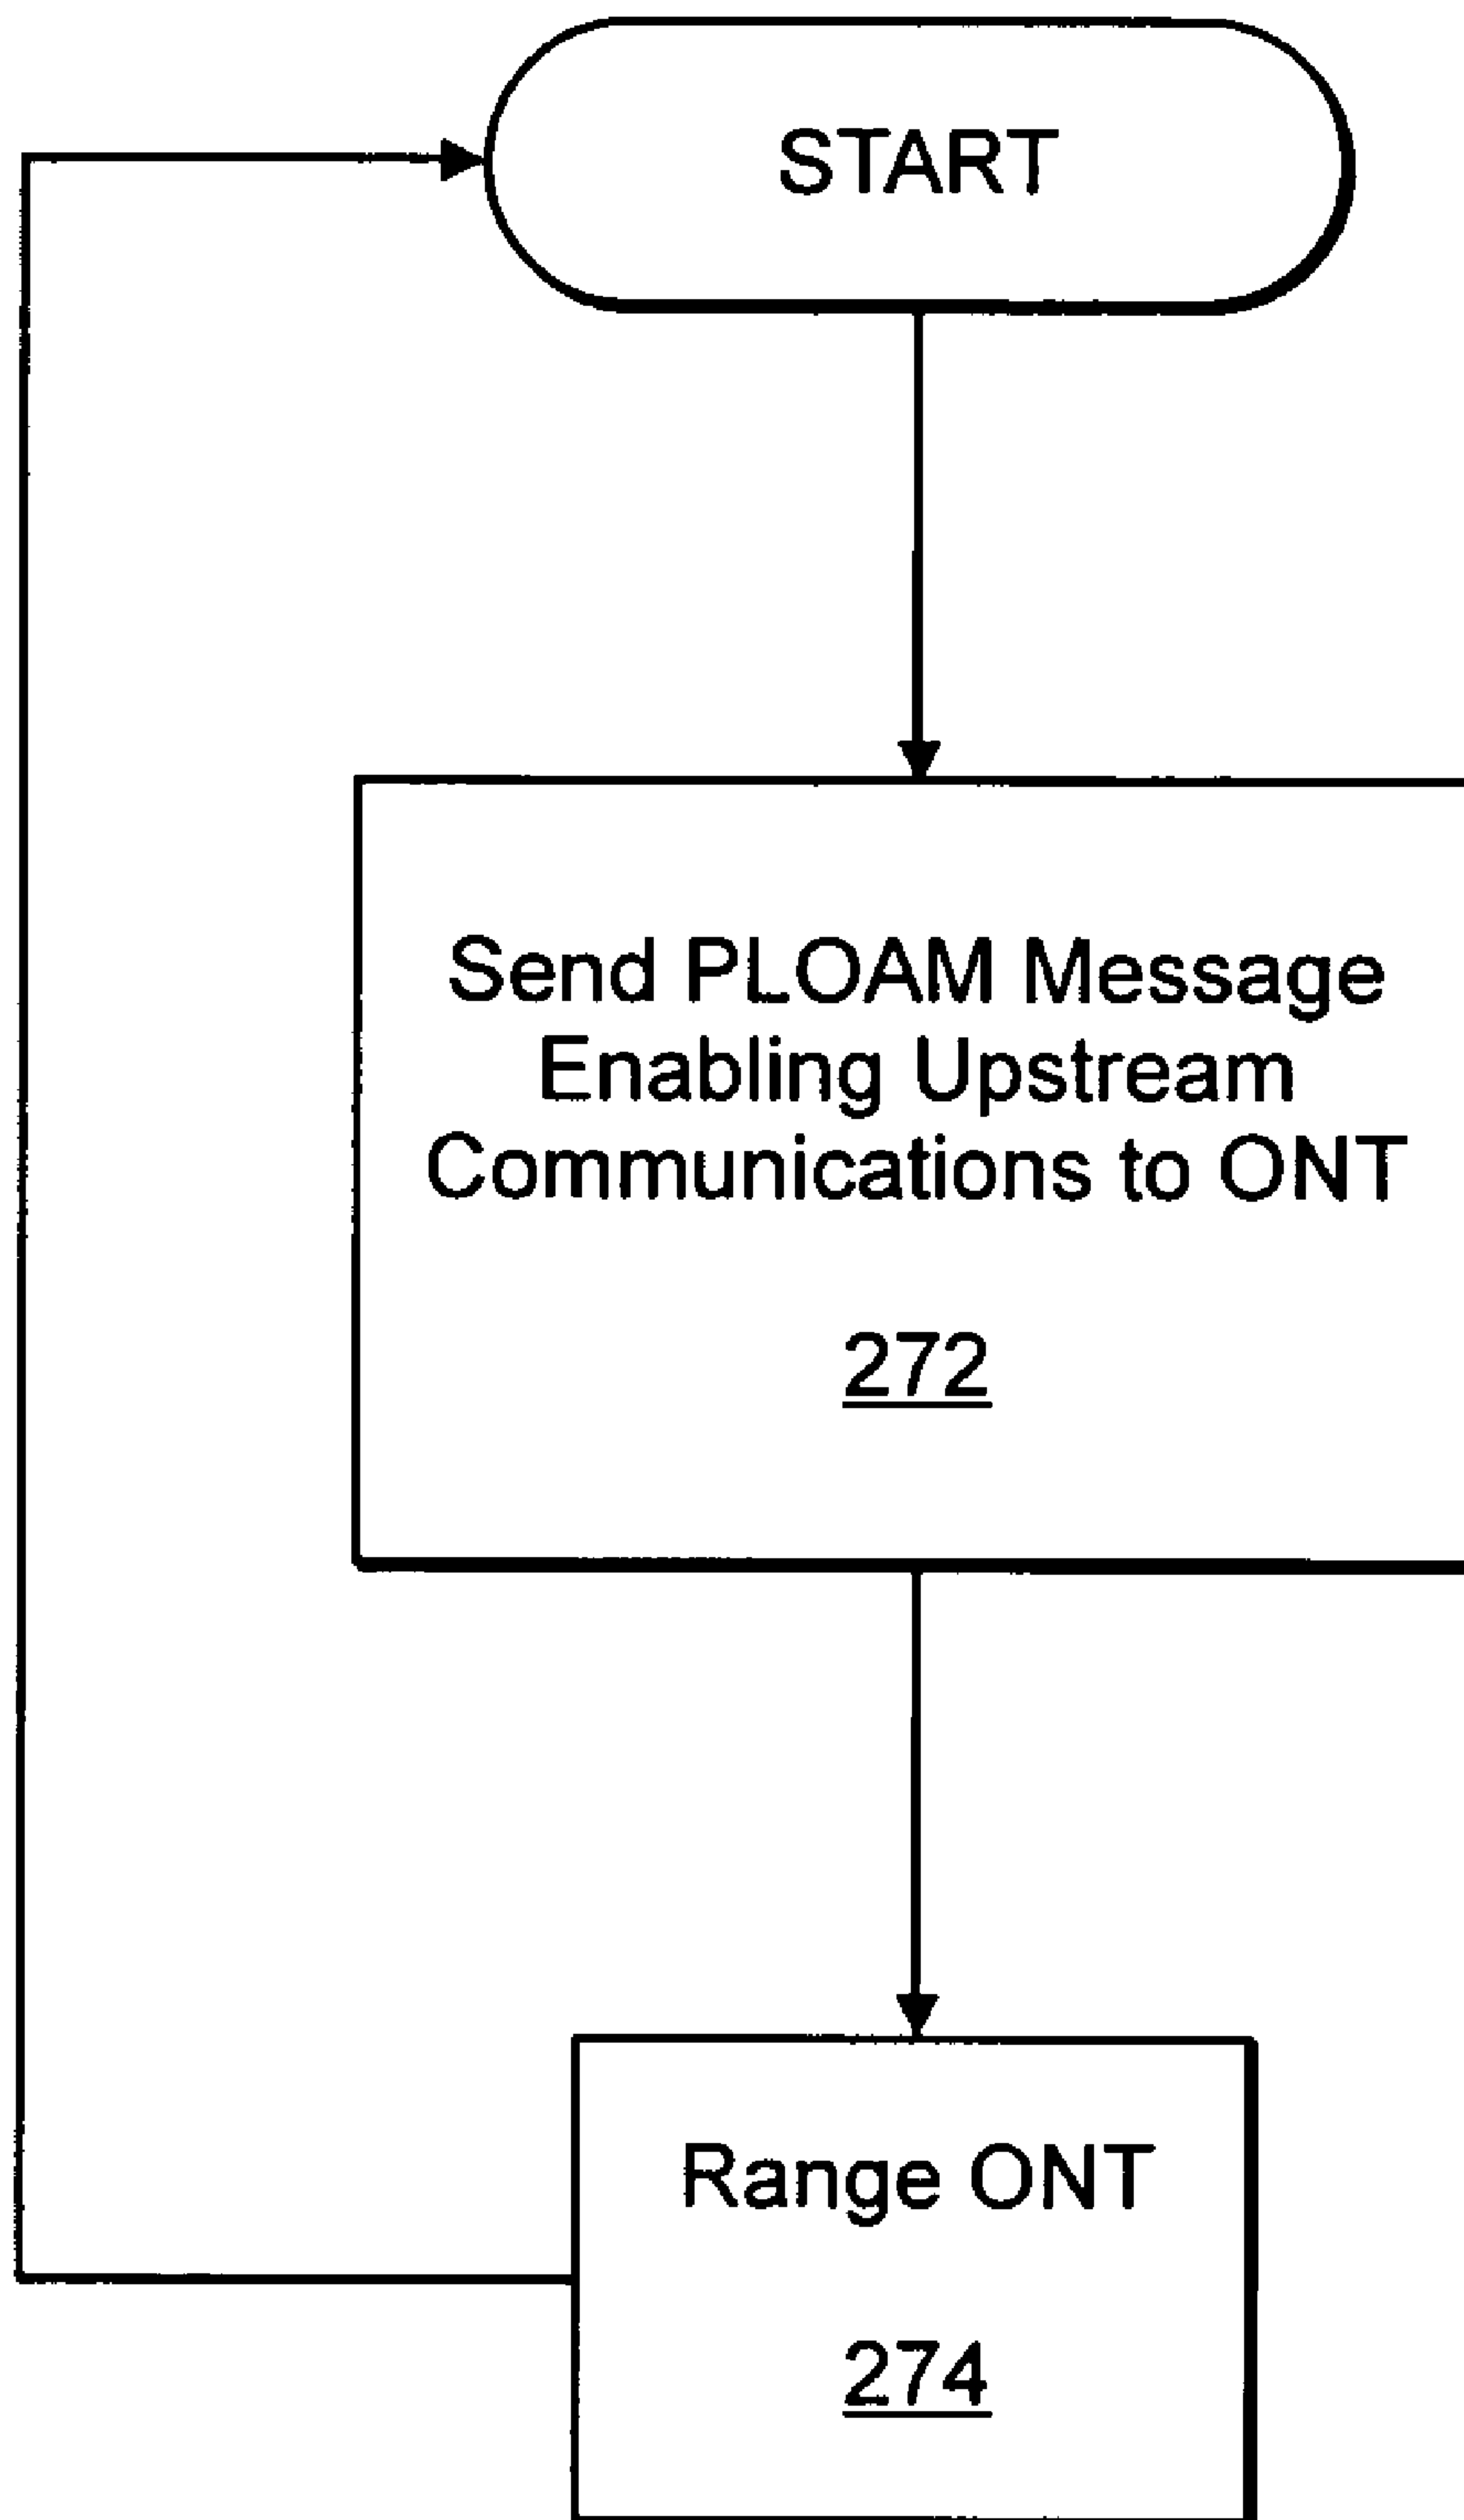 START
Send PLOAM Message
Enabling Upstream
Communications to ONT
272
Range ONT
274